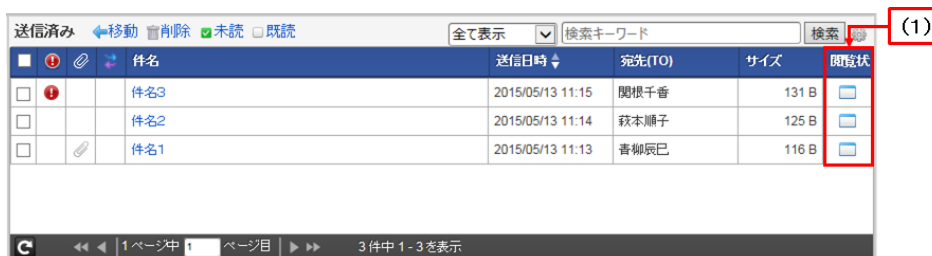 送信済み 移動 削除 未読 既読 全て表示 検索キーワード 検索 (1)
件名 送信日時 宛先(TO) サイズ 閲覧状
件名3 2015/05/13 11:15 関根千香 131 B
件名2 2015/05/13 11:14 萩本順子 125 B
件名1 2015/05/13 11:13 青柳辰巳 116 B
1 ページ中 1 ページ目 3 件中 1 - 3 を表示